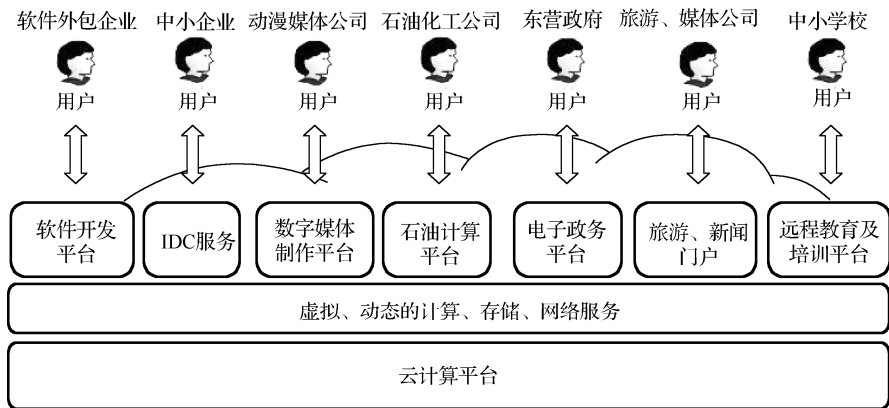 软件外包企业
中小企业
动漫媒体公司
石油化工公司
东营政府
旅游、媒体公司
中小学校
用户
用户
用户
用户
用户
用户
用户
软件开发
平台
IDC服务
数字媒体
制作平台
石油计算
平台
电子政务
平台
旅游、新闻
门户
远程教育及
培训平台
虚拟、动态的计算、存储、网络服务
云计算平台